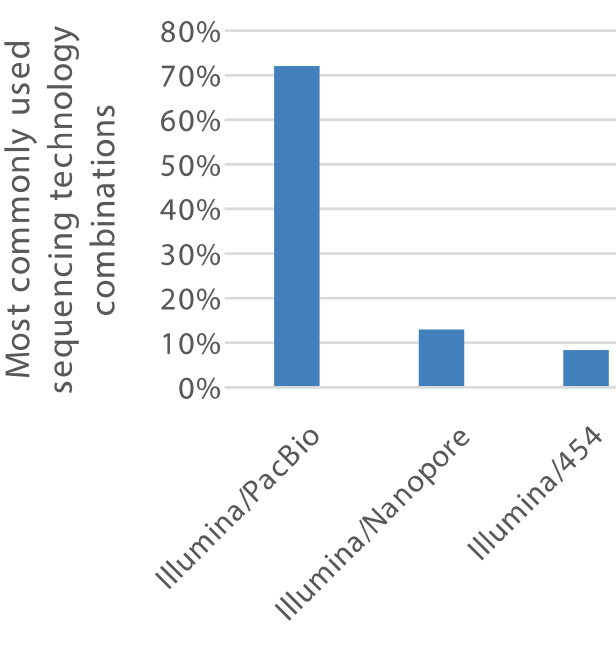 Most commonly used
sequencing technology
combinations
80%
70%
60%
50%
40%
30%
20%
10%
0%
Illumina/PacBio
Illumina/Nanopore
Illumina/454